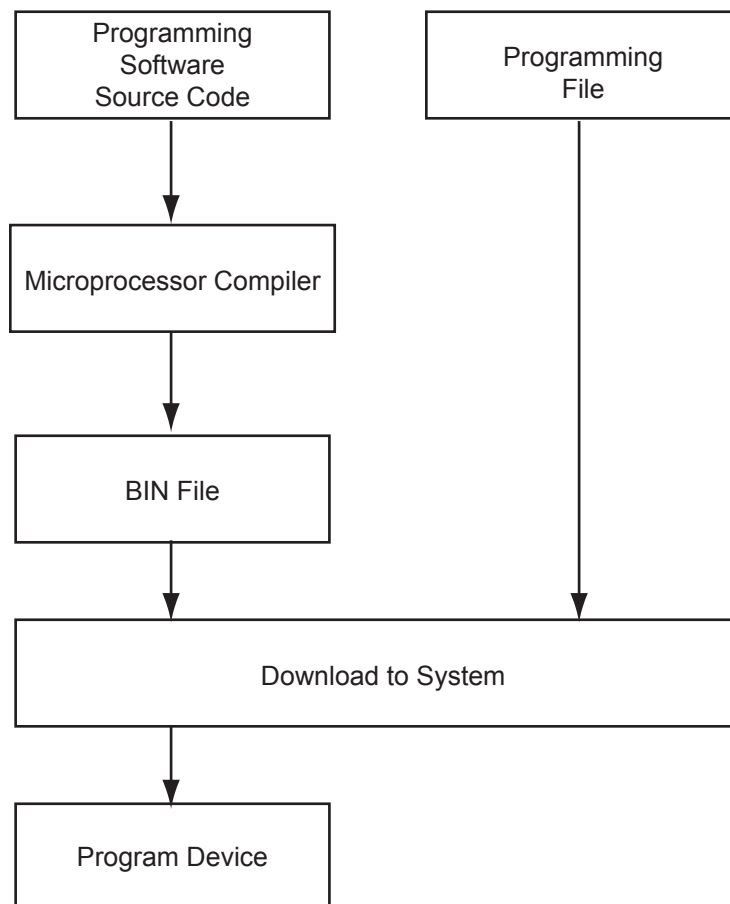 Programming
Software
Source Code
Programming
File
Microprocessor Compiler
BIN File
Download to System
Program Device